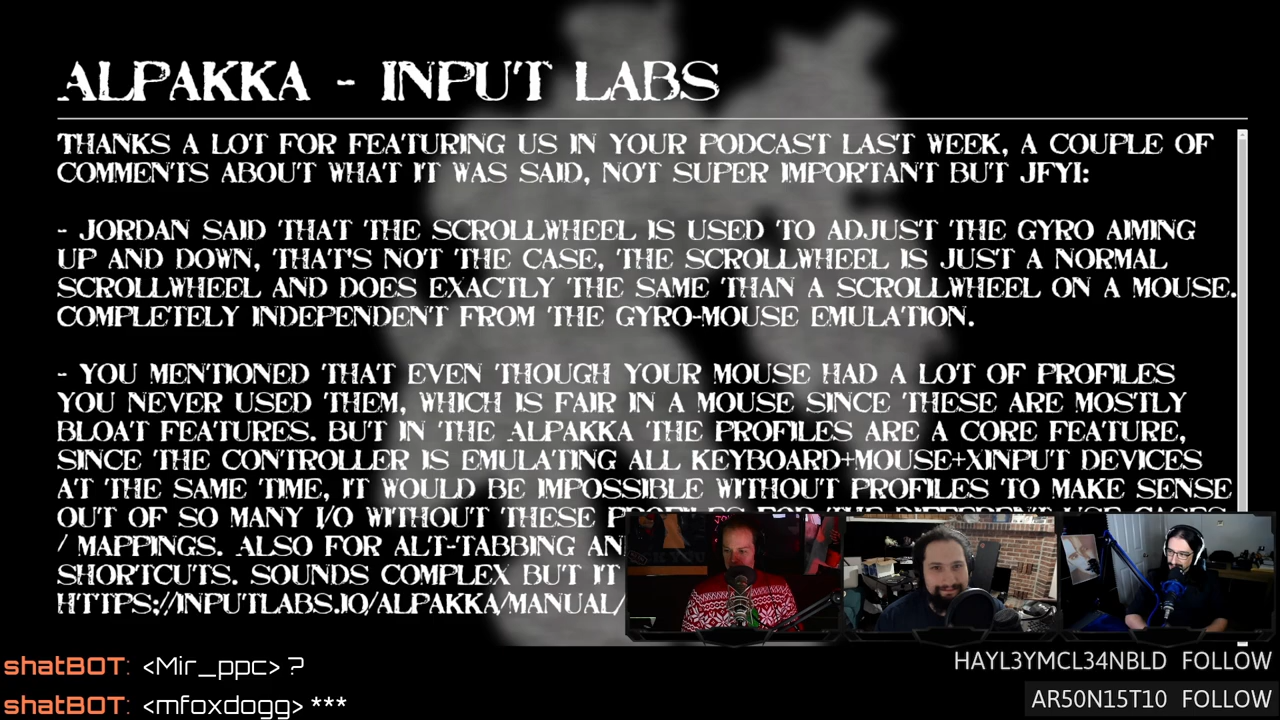 ALPAKKA - INPUT LABS
THANKS A LOT FOR FEATURING US IN YOUR PODCAST LAST WEEK, A COUPLE OF
COMMENTS ABOUT WHAT IT WAS SAID, NOT SUPER IMPORTANT BUT JFYI:
- JORDAN SAID THAT THE SCROLLWHEEL IS USED TO ADJUST THE GYRO AIMING
UP AND DOWN, THAT'S NOT THE CASE, THE SCROLLWHEEL IS JUST A NORMAL
SCROLLWHEEL AND DOES EXACTLY THE SAME THAN A SCROLLWHEEL ON A MOUSE.
COMPLETELY INDEPENDENT FROM THE GYRO-MOUSE EMULATION.
- YOU MENTIONED THAT EVEN THOUGH YOUR MOUSE HAD A LOT OF PROFILES
YOU NEVER USED THEM, WHICH IS FAIR IN A MOUSE SINCE THESE ARE MOSTLY
BLOAT FEATURES. BUT IN THE ALPAKKA THE PROFILES ARE A CORE FEATURE,
SINCE THE CONTROLLER IS EMULATING ALL KEYBOARD+MOUSE+XINPUT DEVICES
AT THE SAME TIME, IT WOULD BE IMPOSSIBLE WITHOUT PROFILES TO MAKE SENSE
OUT OF SO MANY I/O WITHOUT THESE PROFILES FOR THE DIFFERENT USE CASES
/ MAPPINGS. ALSO FOR ALT-TABBING
SHORTCUTS. SOUNDS COMPLEX BUT IT
HTTPS://INPUTLABS.IO/ALPAKKA/MANUAL/
shatBOT: <Mir_ppc> ?
shatBOT: <mfoxdogg> ***
HAYL3YMCL34NBLD FOLLOW
AR50N15T10 FOLLOW